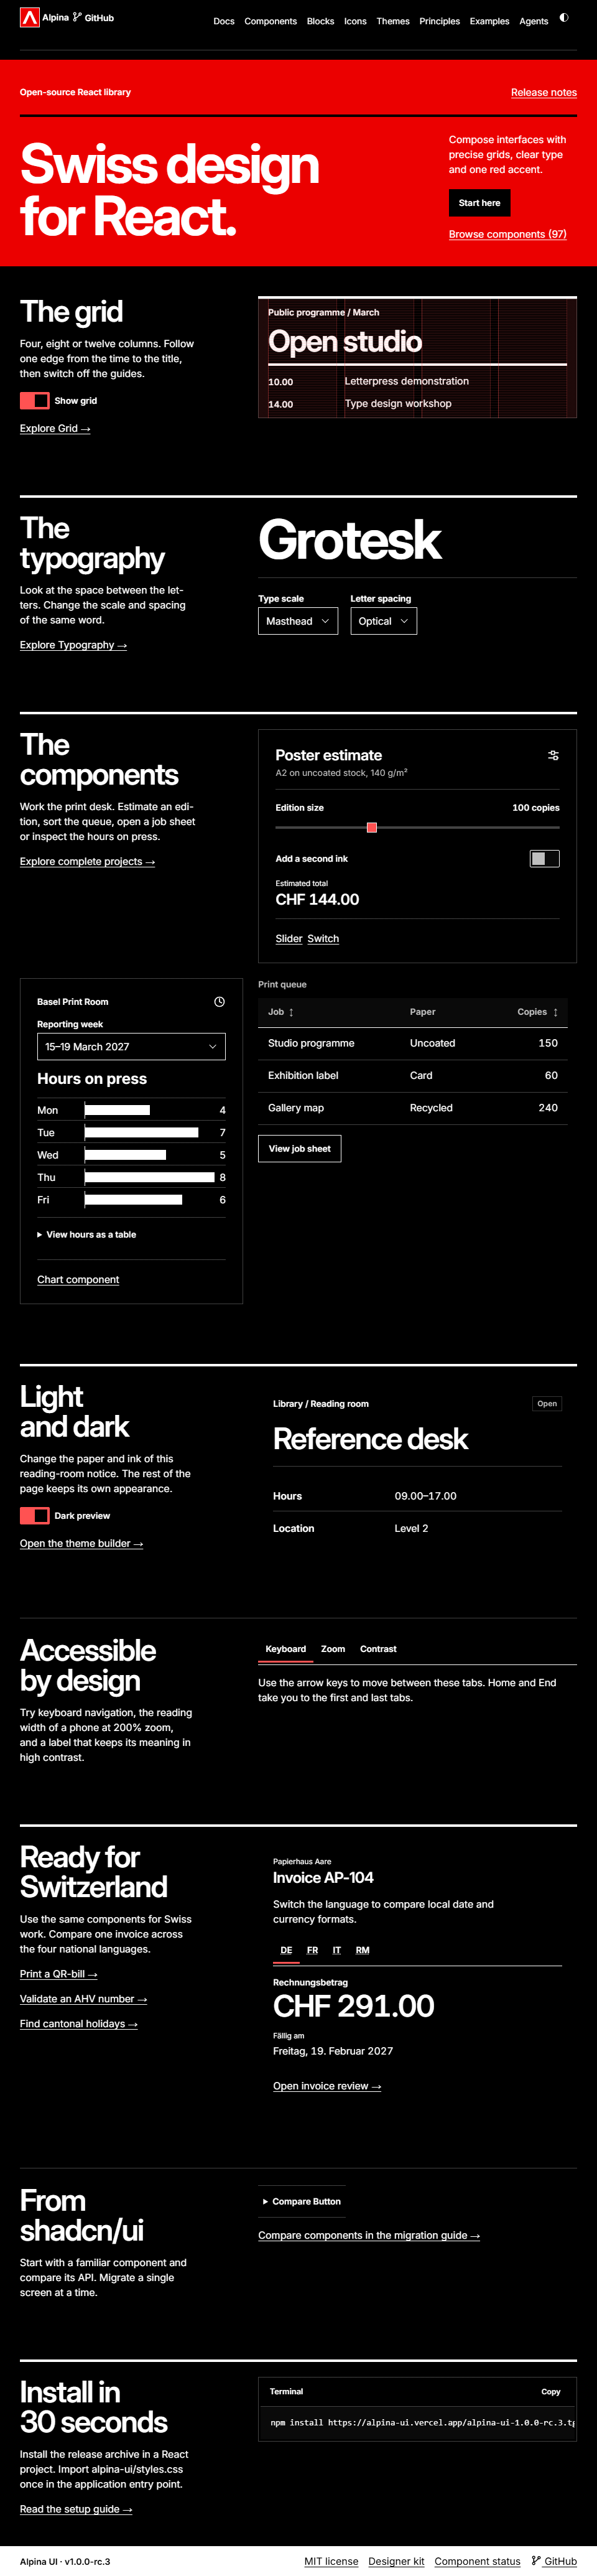 Alpina GitHub
Docs Components Blocks Icons Themes Principles Examples Agents
Open-source React library
Release notes
Swiss design
for React.
Compose interfaces with
precise grids, clear type
and one red accent.
Start here
Browse components (97)
The grid
Four, eight or twelve columns. Follow
one edge from the time to the title,
then switch off the guides.
Show grid
Explore Grid →
Public programme / March
Open studio
10.00 Letterpress demonstration
14.00 Type design workshop
The
typography
Look at the space between the let-
ters. Change the scale and spacing
of the same word.
Explore Typography →
Grotesk
Type scale Letter spacing
Masthead Optical
The
components
Work the print desk. Estimate an edi-
tion, sort the queue, open a job sheet
or inspect the hours on press.
Explore complete projects →
Poster estimate
A2 on uncoated stock, 140 g/m²
Edition size 100 copies
Add a second ink
Estimated total
CHF 144.00
Slider Switch
Basel Print Room
Reporting week
15–19 March 2027
Hours on press
Mon 4
Tue 7
Wed 5
Thu 8
Fri 6
View hours as a table
Chart component
Print queue
Job ↕ Paper Copies ↕
Studio programme Uncoated 150
Exhibition label Card 60
Gallery map Recycled 240
View job sheet
Light
and dark
Change the paper and ink of this
reading-room notice. The rest of the
page keeps its own appearance.
Dark preview
Open the theme builder →
Library / Reading room Open
Reference desk
Hours 09.00–17.00
Location Level 2
Accessible
by design
Try keyboard navigation, the reading
width of a phone at 200% zoom,
and a label that keeps its meaning in
high contrast.
Keyboard Zoom Contrast
Use the arrow keys to move between these tabs. Home and End
take you to the first and last tabs.
Ready for
Switzerland
Use the same components for Swiss
work. Compare one invoice across
the four national languages.
Print a QR-bill →
Validate an AHV number →
Find cantonal holidays →
Papierhaus Aare
Invoice AP-104
Switch the language to compare local date and
currency formats.
DE FR IT RM
Rechnungsbetrag
CHF 291.00
Fällig am
Freitag, 19. Februar 2027
Open invoice review →
From
shadcn/ui
Start with a familiar component and
compare its API. Migrate a single
screen at a time.
Compare Button
Compare components in the migration guide →
Install in
30 seconds
Install the release archive in a React
project. Import alpina-ui/styles.css
once in the application entry point.
Read the setup guide →
Terminal Copy
npm install https://alpina-ui.vercel.app/alpina-ui-1.0.0-rc.3.tg
Alpina UI · v1.0.0-rc.3
MIT license Designer kit Component status GitHub